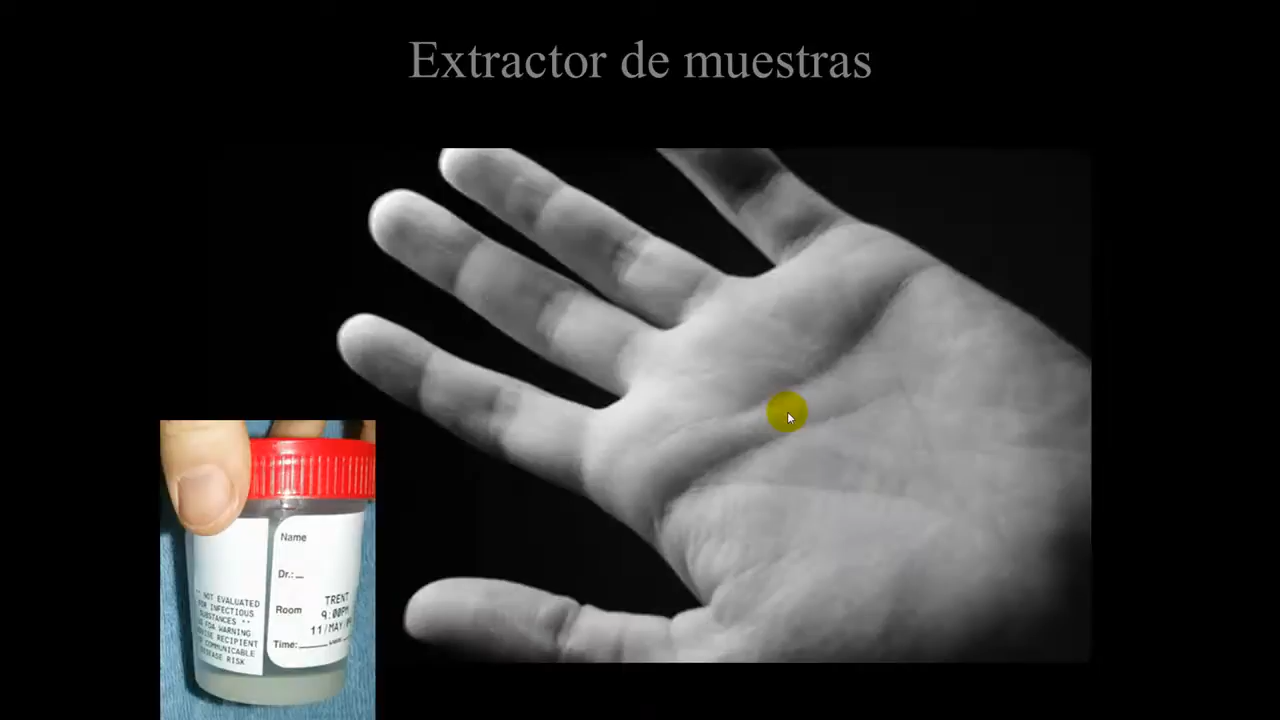 Extractor de muestras
Name
Dr.:
Room
TRENT
9:00PM
11/MAY/
Time:
** NOT EVALUATED
FOR INFECTIOUS
SUBSTANCES **
FDA WARNING
RECIPIENT
COMMUNICABLE
DISEASE RISK